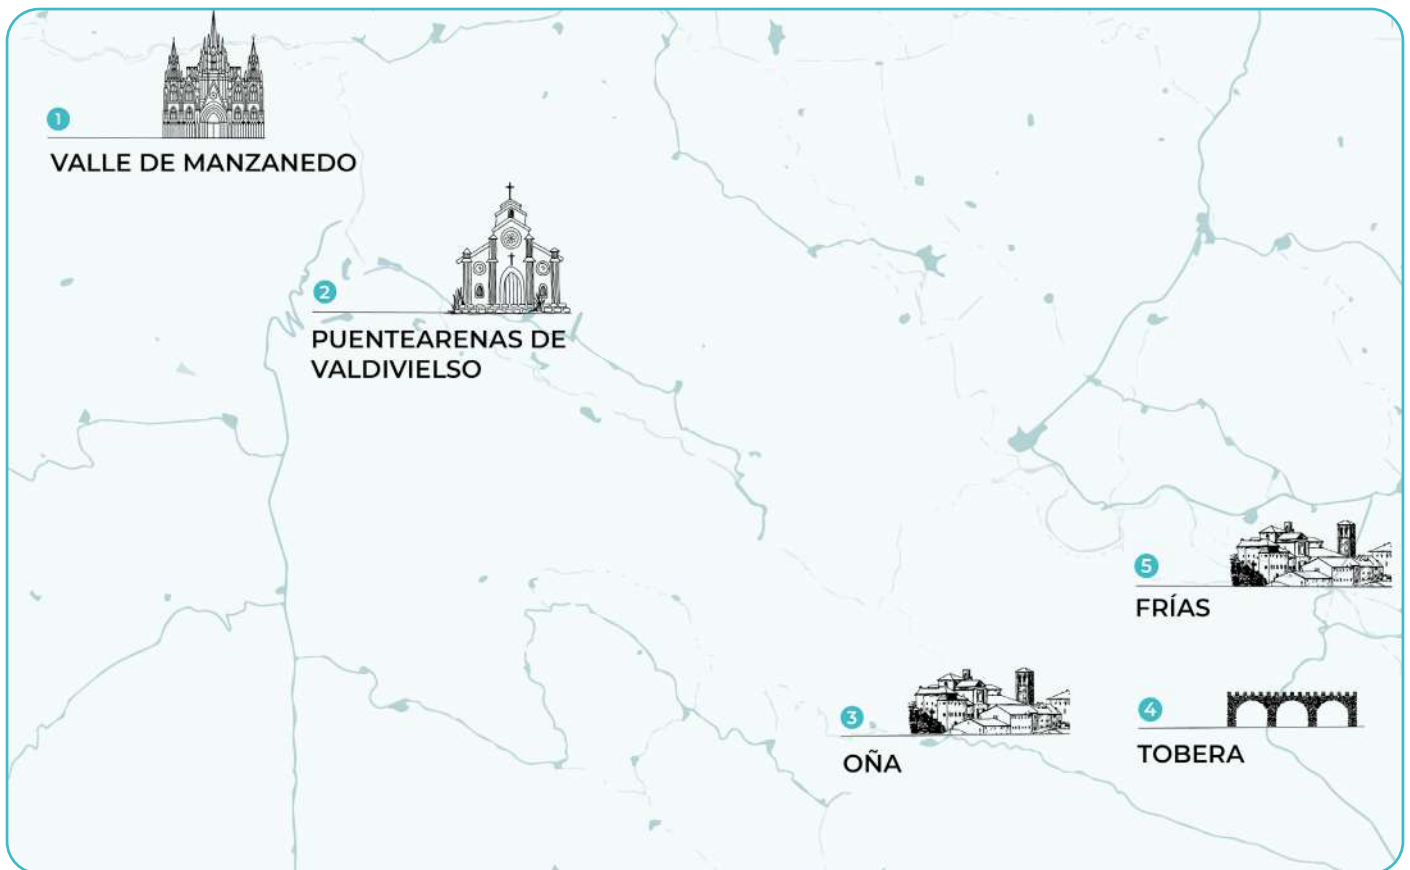 1
VALLE DE MANZANEDO
2
PUENTEARENAS DE
VALDIVIELSO
5
FRÍAS
3
OÑA
4
TOBERA